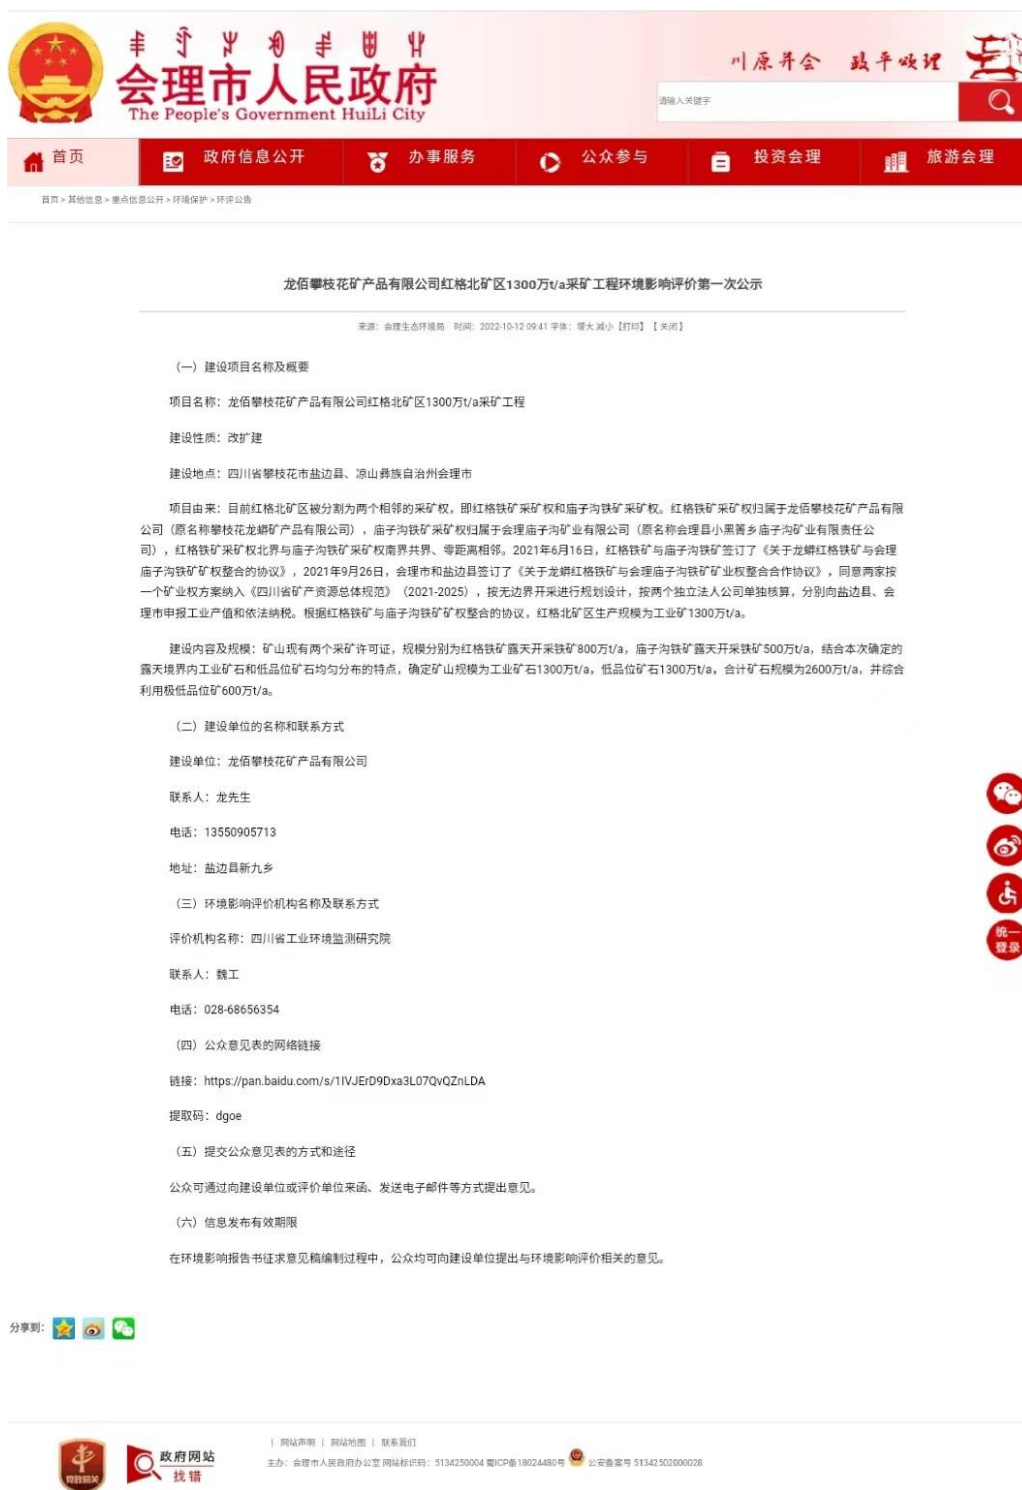 会理市人民政府
The People's Government HuiLi City
川原并会 政平颂理
请输入关键字
首页 政府信息公开 办事服务 公众参与 投资会理 旅游会理
首页 > 其他信息 > 重点信息公开 > 环境保护 > 环评公告
龙佰攀枝花矿产品有限公司红格北矿区1300万t/a采矿工程环境影响评价第一次公示
来源：会理生态环境局 时间：2022-10-12 09:41 字体：增大 减小【打印】【 关闭 】
（一）建设项目名称及概要
项目名称：龙佰攀枝花矿产品有限公司红格北矿区1300万t/a采矿工程
建设性质：改扩建
建设地点：四川省攀枝花市盐边县、凉山彝族自治州会理市
项目由来：目前红格北矿区被分割为两个相邻的采矿权，即红格铁矿采矿权和庙子沟铁矿采矿权。红格铁矿采矿权归属于龙佰攀枝花矿产品有限
公司（原名称攀枝花龙蟒矿产品有限公司），庙子沟铁矿采矿权归属于会理庙子沟矿业有限公司（原名称会理县小黑箐乡庙子沟矿业有限责任公
司），红格铁矿采矿权北界与庙子沟铁矿采矿权南界共界、零距离相邻。2021年6月16日，红格铁矿与庙子沟铁矿签订了《关于龙蟒红格铁矿与会理
庙子沟铁矿矿权整合的协议》，2021年9月26日，会理市和盐边县签订了《关于龙蟒红格铁矿与会理庙子沟铁矿矿业权整合合作协议》，同意两家按
一个矿业权方案纳入《四川省矿产资源总体规范》（2021-2025），按无边界开采进行规划设计，按两个独立法人公司单独核算，分别向盐边县、会
理市申报工业产值和依法纳税。根据红格铁矿与庙子沟铁矿矿权整合的协议，红格北矿区生产规模为工业矿1300万t/a。
建设内容及规模：矿山现有两个采矿许可证，规模分别为红格铁矿露天开采铁矿800万t/a，庙子沟铁矿露天开采铁矿500万t/a，结合本次确定的
露天境界内工业矿石和低品位矿石均匀分布的特点，确定矿山规模为工业矿石1300万t/a，低品位矿石1300万t/a，合计矿石规模为2600万t/a，并综合
利用极低品位矿600万t/a。
（二）建设单位的名称和联系方式
建设单位：龙佰攀枝花矿产品有限公司
联系人：龙先生
电话：13550905713
地址：盐边县新九乡
（三）环境影响评价机构名称及联系方式
评价机构名称：四川省工业环境监测研究院
联系人：魏工
电话：028-68656354
（四）公众意见表的网络链接
链接：https://pan.baidu.com/s/1IVJErD9Dxa3L07QvQZnLDA
提取码：dgoe
（五）提交公众意见表的方式和途径
公众可通过向建设单位或评价单位来函、发送电子邮件等方式提出意见。
（六）信息发布有效期限
在环境影响报告书征求意见稿编制过程中，公众均可向建设单位提出与环境影响评价相关的意见。
统一
登录
分享到：
党政机关
政府网站
找错
| 网站声明 | 网站地图 | 联系我们
主办：会理市人民政府办公室 网站标识码：5134250004 蜀ICP备18024480号 公安备案号 51342502000028